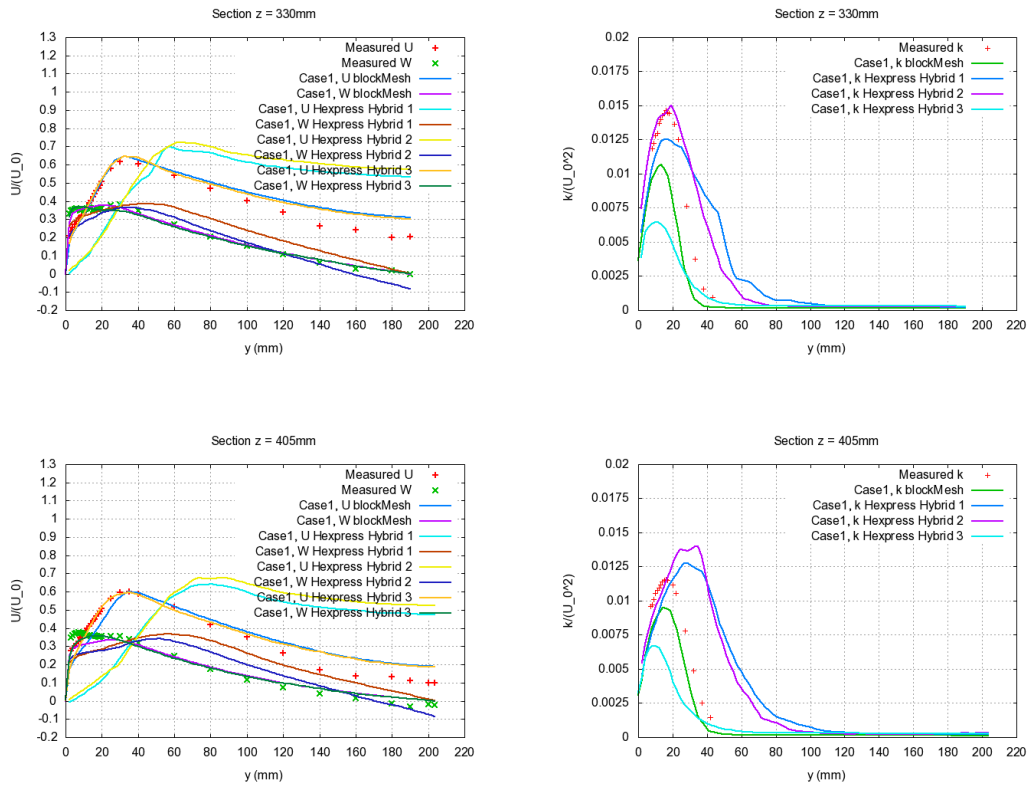 Section z = 330mm
U/(U_0)
1.3
1.2
1.1
1
0.9
0.8
0.7
0.6
0.5
0.4
0.3
0.2
0.1
0
-0.1
-0.2
Measured U
Measured W
Case1, U blockMesh
Case1, W blockMesh
Case1, U Hexpress Hybrid 1
Case1, W Hexpress Hybrid 1
Case1, U Hexpress Hybrid 2
Case1, W Hexpress Hybrid 2
Case1, U Hexpress Hybrid 3
Case1, W Hexpress Hybrid 3
0 20 40 60 80 100 120 140 160 180 200 220
y (mm)
Section z = 330mm
k/(U_0^2)
0.02
0.0175
0.015
0.0125
0.01
0.0075
0.005
0.0025
0
Measured k
Case1, k blockMesh
Case1, k Hexpress Hybrid 1
Case1, k Hexpress Hybrid 2
Case1, k Hexpress Hybrid 3
0 20 40 60 80 100 120 140 160 180 200 220
y (mm)
Section z = 405mm
U/(U_0)
1.3
1.2
1.1
1
0.9
0.8
0.7
0.6
0.5
0.4
0.3
0.2
0.1
0
-0.1
-0.2
Measured U
Measured W
Case1, U blockMesh
Case1, W blockMesh
Case1, U Hexpress Hybrid 1
Case1, W Hexpress Hybrid 1
Case1, U Hexpress Hybrid 2
Case1, W Hexpress Hybrid 2
Case1, U Hexpress Hybrid 3
Case1, W Hexpress Hybrid 3
0 20 40 60 80 100 120 140 160 180 200 220
y (mm)
Section z = 405mm
k/(U_0^2)
0.02
0.0175
0.015
0.0125
0.01
0.0075
0.005
0.0025
0
Measured k
Case1, k blockMesh
Case1, k Hexpress Hybrid 1
Case1, k Hexpress Hybrid 2
Case1, k Hexpress Hybrid 3
0 20 40 60 80 100 120 140 160 180 200 220
y (mm)